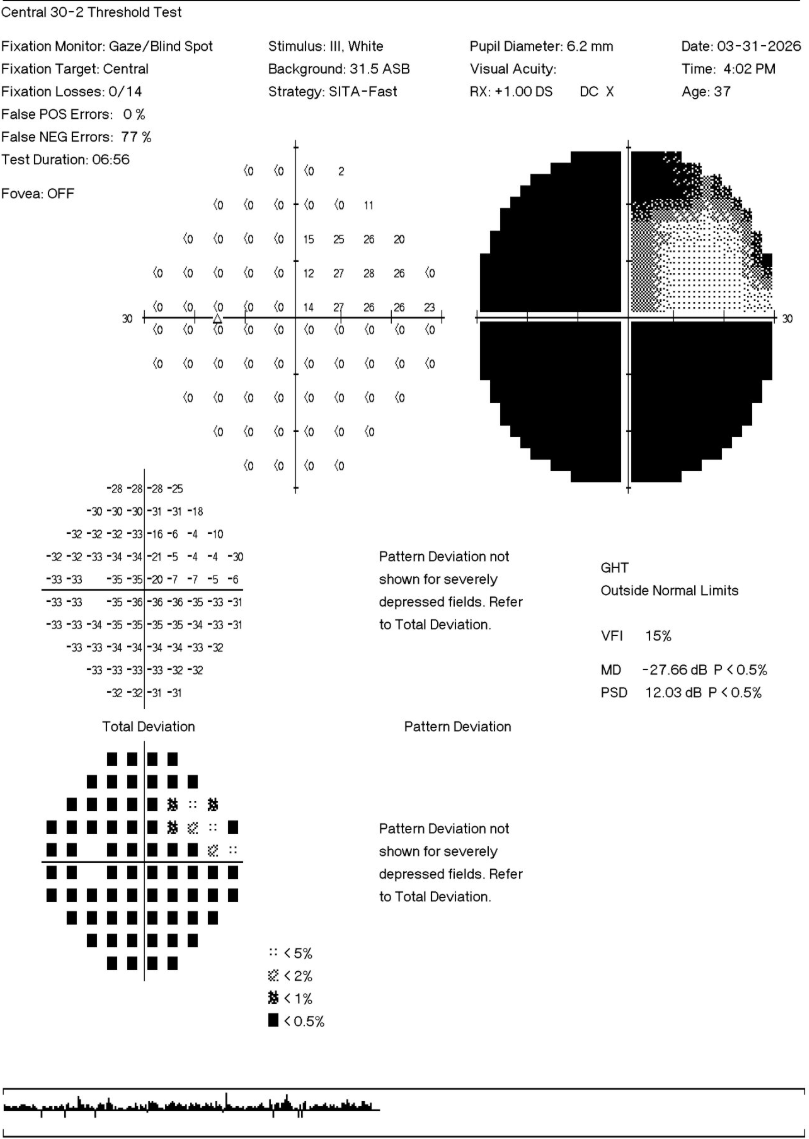 Central 30-2 Threshold Test
Fixation Monitor: Gaze/Blind Spot Stimulus: III, White Pupil Diameter: 6.2 mm Date: 03-31-2026
Fixation Target: Central Background: 31.5 ASB Visual Acuity: Time: 4:02 PM
Fixation Losses: 0/14 Strategy: SITA-Fast RX: +1.00 DS DC X Age: 37
False POS Errors: 0 %
False NEG Errors: 77 %
Test Duration: 06:56
Fovea: OFF
<0 <0 <0 2
<0 <0 <0 <0 <0 11
<0 <0 <0 <0 15 25 26 20
<0 <0 <0 <0 <0 12 27 28 26 <0
<0 <0 <0 <0 <0 14 27 26 26 23
30 30
<0 <0 <0 <0 <0 <0 <0 <0 <0 <0
<0 <0 <0 <0 <0 <0 <0 <0 <0 <0
<0 <0 <0 <0 <0 <0 <0 <0
<0 <0 <0 <0 <0 <0
<0 <0 <0 <0
-28 -28 -28 -25
-30 -30 -30 -31 -31 -18
-32 -32 -32 -33 -16 -6 -4 -10
-32 -32 -33 -34 -34 -21 -5 -4 -4 -30
-33 -33 -35 -35 -20 -7 -7 -5 -6
-33 -33 -35 -36 -36 -36 -35 -33 -31
-33 -33 -34 -35 -35 -35 -35 -34 -33 -31
-33 -33 -34 -34 -34 -34 -33 -32
-33 -33 -33 -33 -32 -32
-32 -32 -31 -31
Pattern Deviation not
shown for severely
depressed fields. Refer
to Total Deviation.
GHT
Outside Normal Limits
VFI 15%
MD -27.66 dB P < 0.5%
PSD 12.03 dB P < 0.5%
Total Deviation Pattern Deviation
Pattern Deviation not
shown for severely
depressed fields. Refer
to Total Deviation.
< 5%
< 2%
< 1%
< 0.5%